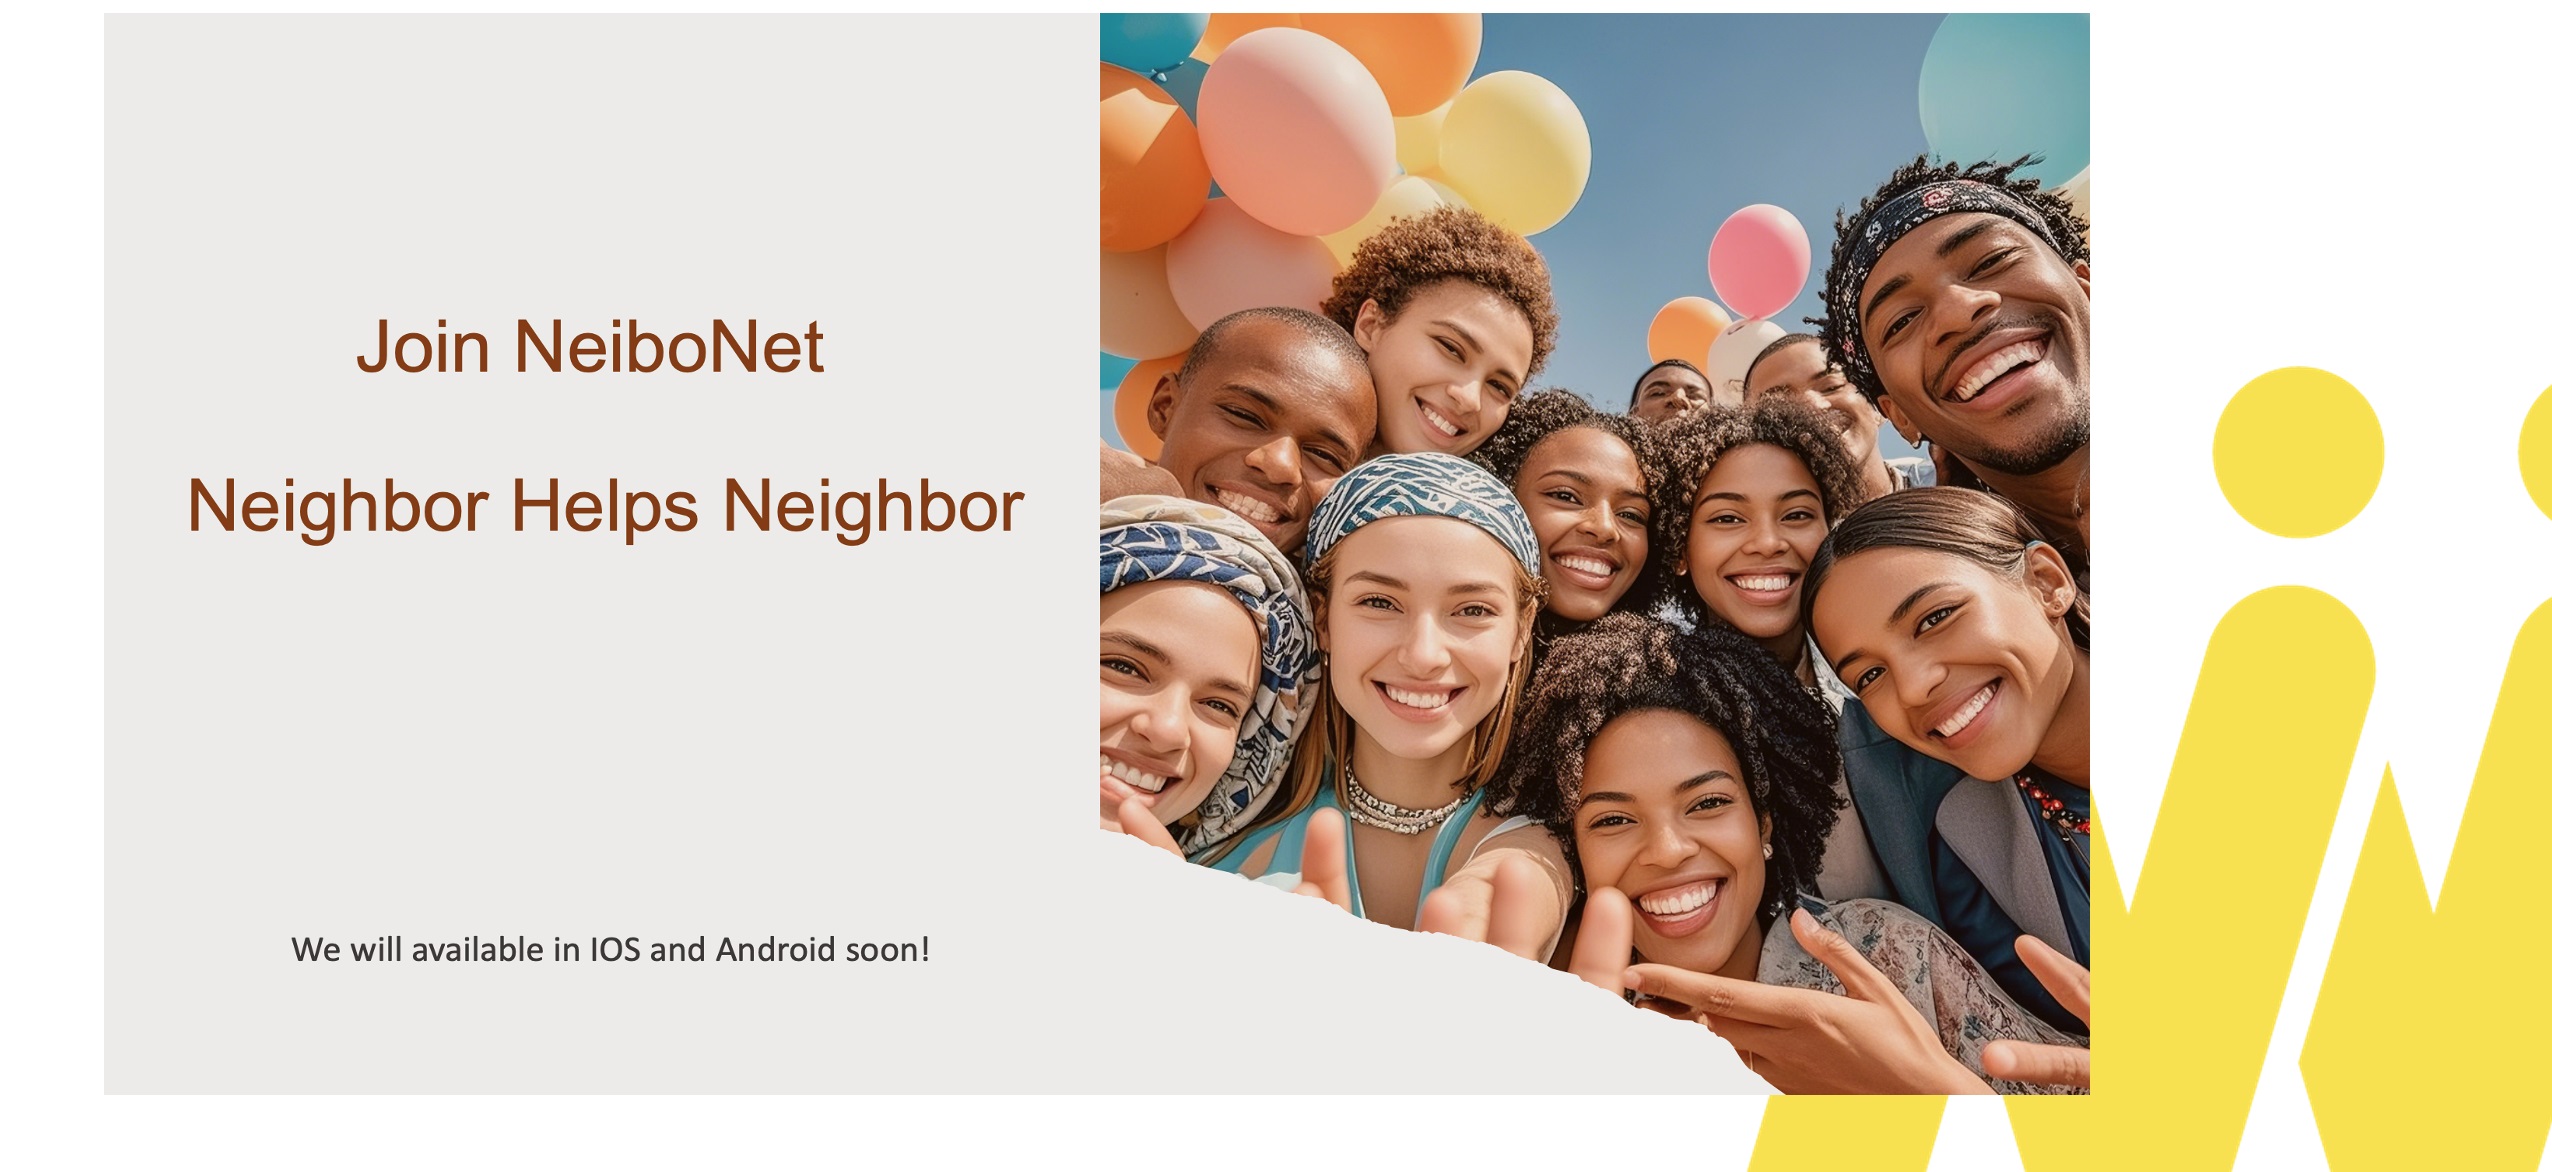 Join NeiboNet
Neighbor Helps Neighbor
We will available in IOS and Android soon!